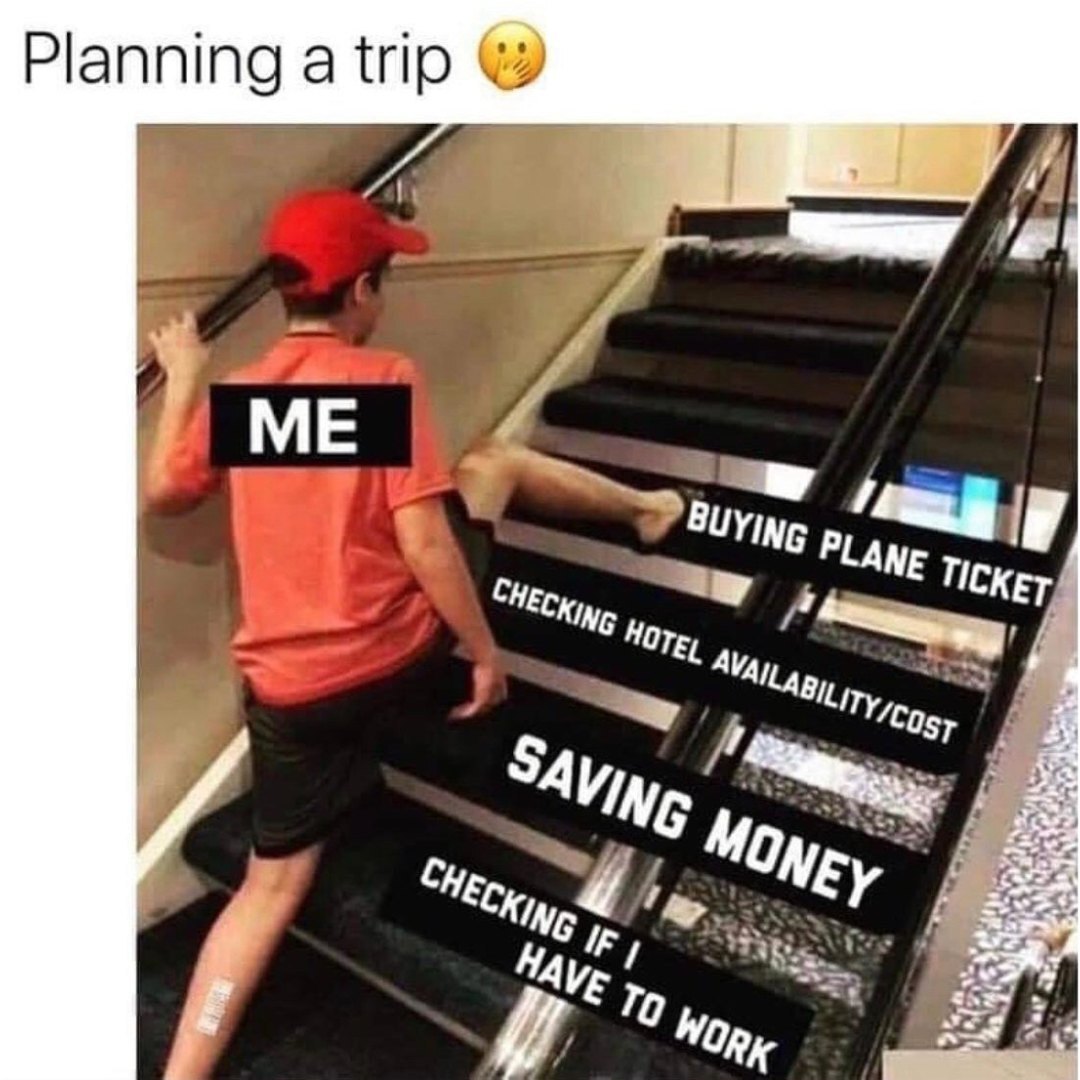 Planning a trip 🫢
ME
BUYING PLANE TICKET
CHECKING HOTEL AVAILABILITY/COST
SAVING MONEY
CHECKING IF I
HAVE TO WORK